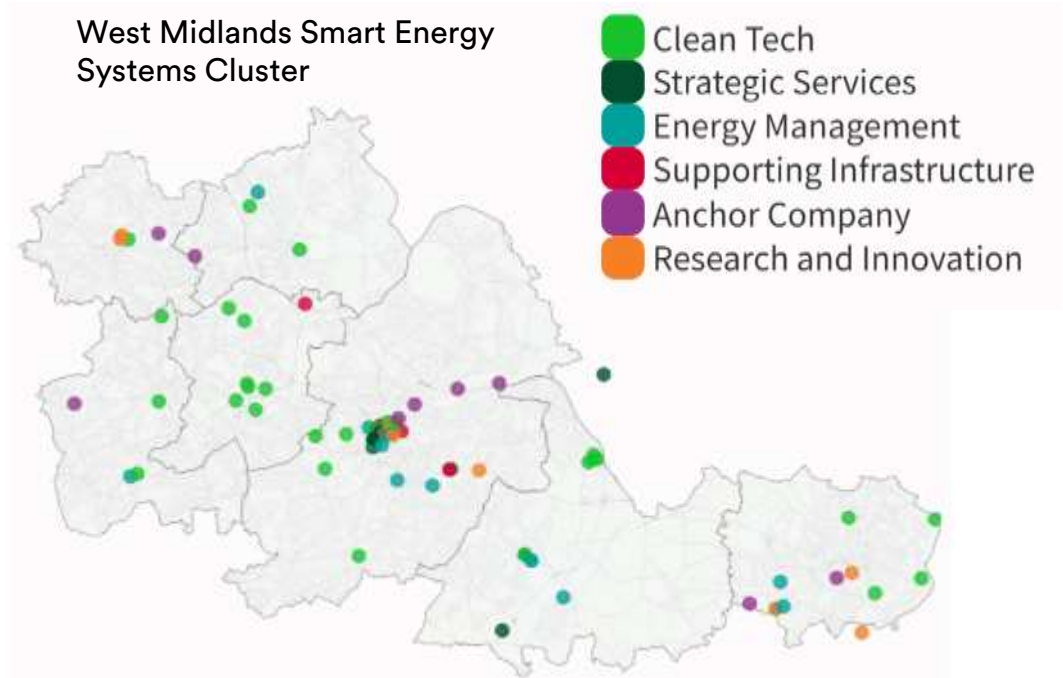 West Midlands Smart Energy
Systems Cluster
Clean Tech
Strategic Services
Energy Management
Supporting Infrastructure
Anchor Company
Research and Innovation